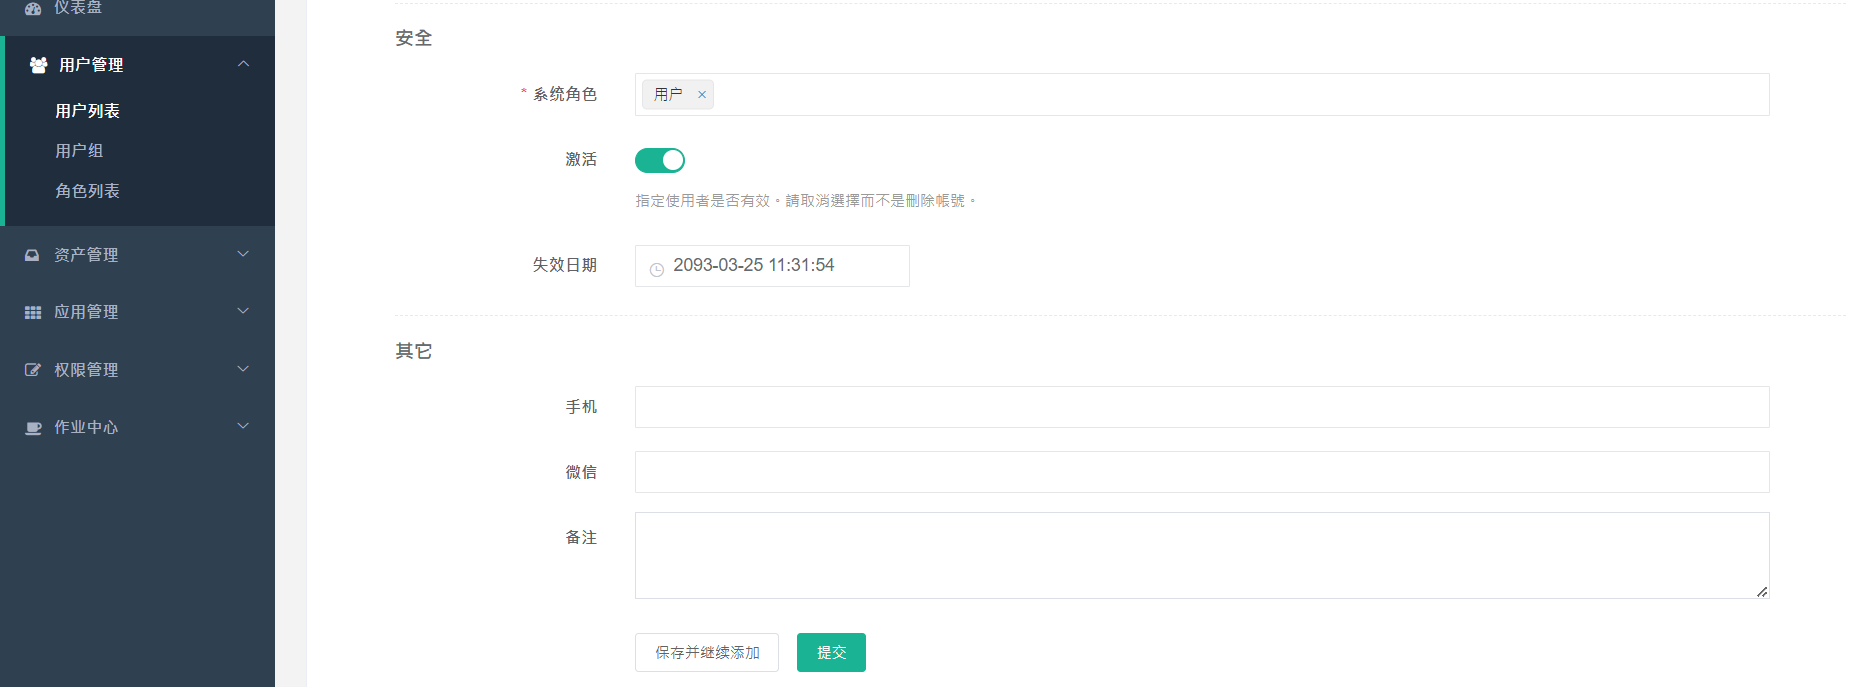 仪表盘
用户管理
用户列表
用户组
角色列表
资产管理
应用管理
权限管理
作业中心
安全
* 系统角色
用户 ×
激活
指定使用者是否有效。請取消選擇而不是刪除帳號。
失效日期
2093-03-25 11:31:54
其它
手机
微信
备注
保存并继续添加
提交